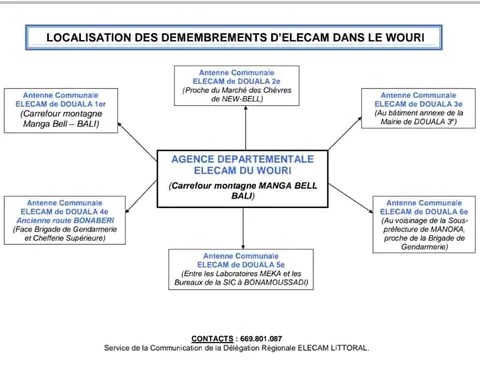 LOCALISATION DES DEMEMBREMENTS D'ELECAM DANS LE WOURI
Antenne Communale
ELECAM de DOUALA 2e
(Proche du Marché des Chèvres
de NEW-BELL)
Antenne Communale
ELECAM de DOUALA 1er
(Carrefour montagne
Manga Bell – BALI)
Antenne Communale
ELECAM de DOUALA 3e
(Au bâtiment annexe de la
Mairie de DOUALA 3e)
AGENCE DEPARTEMENTALE
ELECAM DU WOURI
(Carrefour montagne MANGA BELL
BALI)
Antenne Communale
ELECAM de DOUALA 4e
Ancienne route BONABERI
(Face Brigade de Gendarmerie
et Chefferie Supérieure)
Antenne Communale
ELECAM de DOUALA 6e
(Au voisinage de la Sous-
préfecture de MANOKA,
proche de la Brigade de
Gendarmerie)
Antenne Communale
ELECAM de DOUALA 5e
(Entre les Laboratoires MEKA et les
Bureaux de la SIC à BONAMOUSSADI)
CONTACTS : 669.801.087
Service de la Communication de la Délégation Régionale ELECAM LITTORAL.